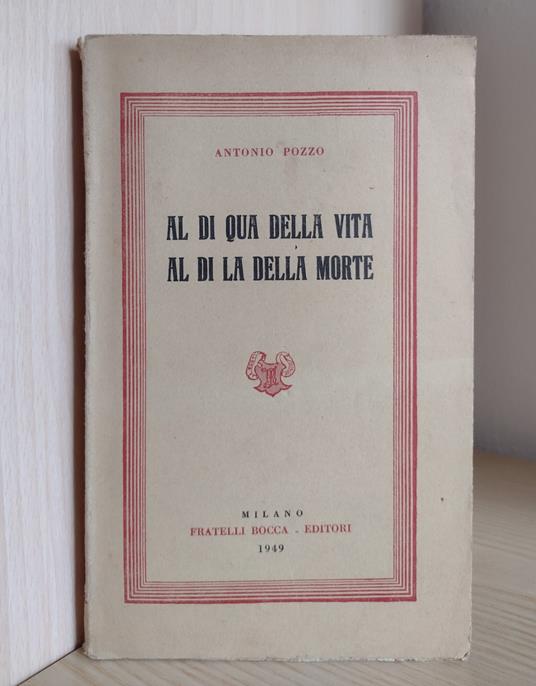 ANTONIO POZZO
AL DI QUA DELLA VITA
AL DI LA DELLA MORTE
MILANO
FRATELLI BOCCA - EDITORI
1949